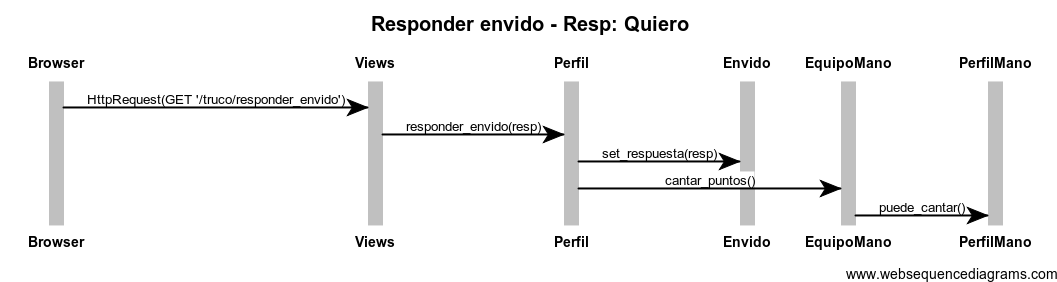 Responder envido - Resp: Quiero
Browser Views Perfil Envido EquipoMano PerfilMano
HttpRequest(GET '/truco/responder_envido')
responder_envido(resp)
set_respuesta(resp)
cantar_puntos()
puede_cantar()
Browser Views Perfil Envido EquipoMano PerfilMano
www.websequencediagrams.com